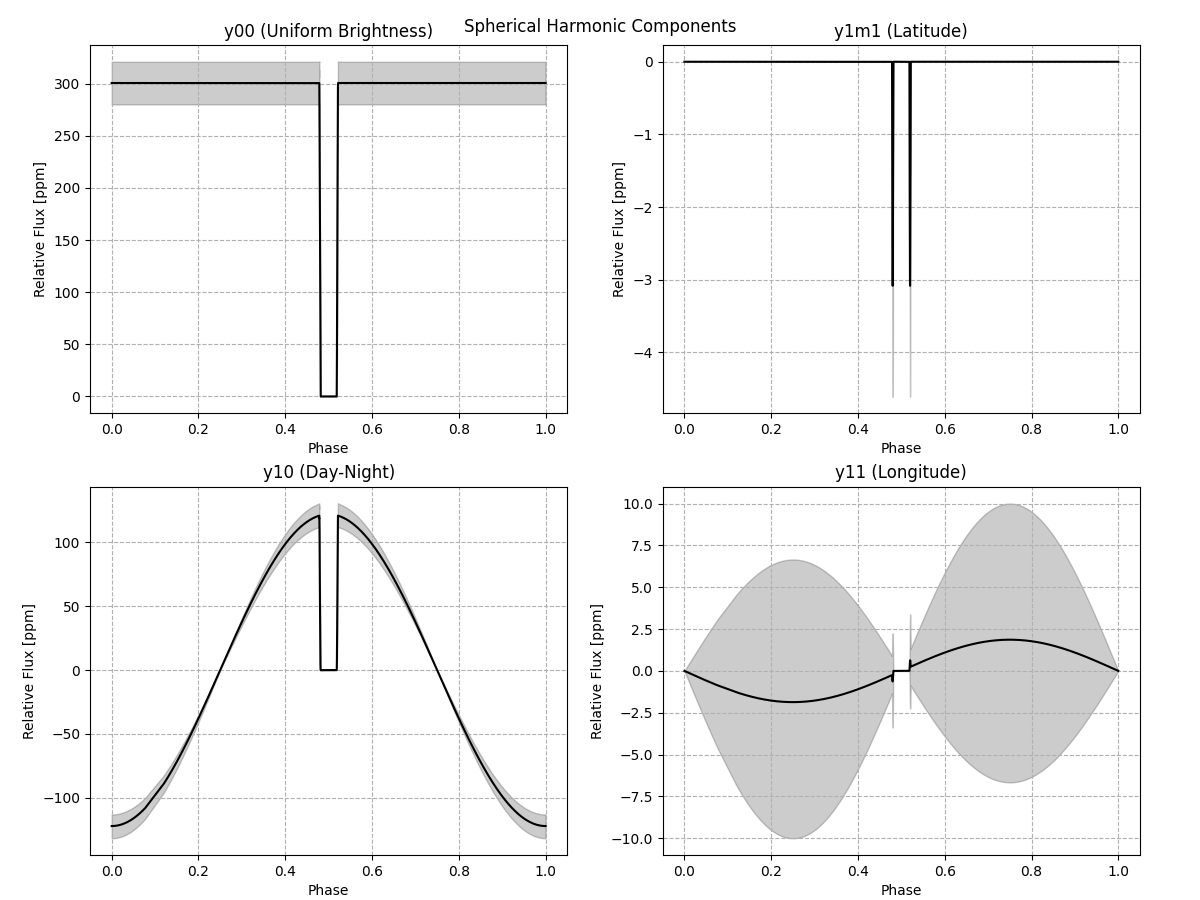 Spherical Harmonic Components
y00 (Uniform Brightness)
300
250
200
150
100
50
0
Relative Flux [ppm]
0.0 0.2 0.4 0.6 0.8 1.0
Phase
y1m1 (Latitude)
0
−1
−2
−3
−4
Relative Flux [ppm]
0.0 0.2 0.4 0.6 0.8 1.0
Phase
y10 (Day-Night)
100
50
0
−50
−100
Relative Flux [ppm]
0.0 0.2 0.4 0.6 0.8 1.0
Phase
y11 (Longitude)
10.0
7.5
5.0
2.5
0.0
−2.5
−5.0
−7.5
−10.0
Relative Flux [ppm]
0.0 0.2 0.4 0.6 0.8 1.0
Phase